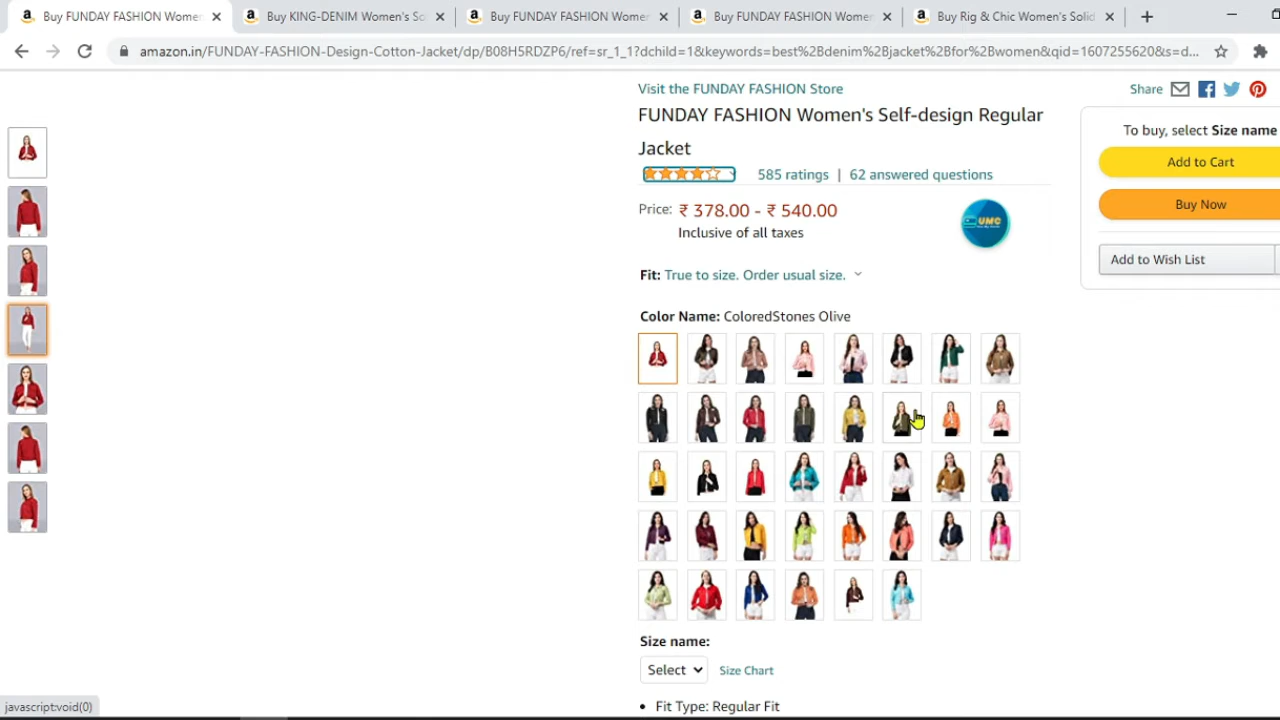 Buy FUNDAY FASHION Women
Buy KING-DENIM Women's So
Buy FUNDAY FASHION Women
Buy FUNDAY FASHION Women
Buy Rig & Chic Women's Solid
amazon.in/FUNDAY-FASHION-Design-Cotton-Jacket/dp/B08H5RDZP6/ref=sr_1_1?dchild=1&keywords=best%2Bdenim%2Bjacket%2Bfor%2Bwomen&qid=1607255620&s=d...
Visit the FUNDAY FASHION Store
Share
FUNDAY FASHION Women's Self-design Regular
Jacket
585 ratings | 62 answered questions
Price: ₹ 378.00 - ₹ 540.00
Inclusive of all taxes
UMC
Fit: True to size. Order usual size.
Color Name: ColoredStones Olive
Size name:
Select
Size Chart
• Fit Type: Regular Fit
To buy, select Size name
Add to Cart
Buy Now
Add to Wish List
javascript:void(0)